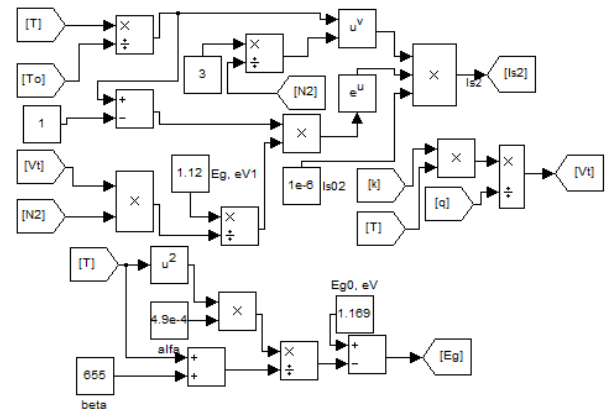 [T]
×
÷
[To]
u^v
3
×
÷
[N2]
×
Is2
[Is2]
+
−
1
e^u
×
[Vt]
1.12
Eg, eV1
1e-6
Is02
[k]
×
×
÷
[Vt]
×
[N2]
×
÷
[q]
[T]
[T]
u^2
Eg0, eV
1.169
4.9e-4
alfa
×
+
−
[Eg]
×
÷
+
+
655
beta